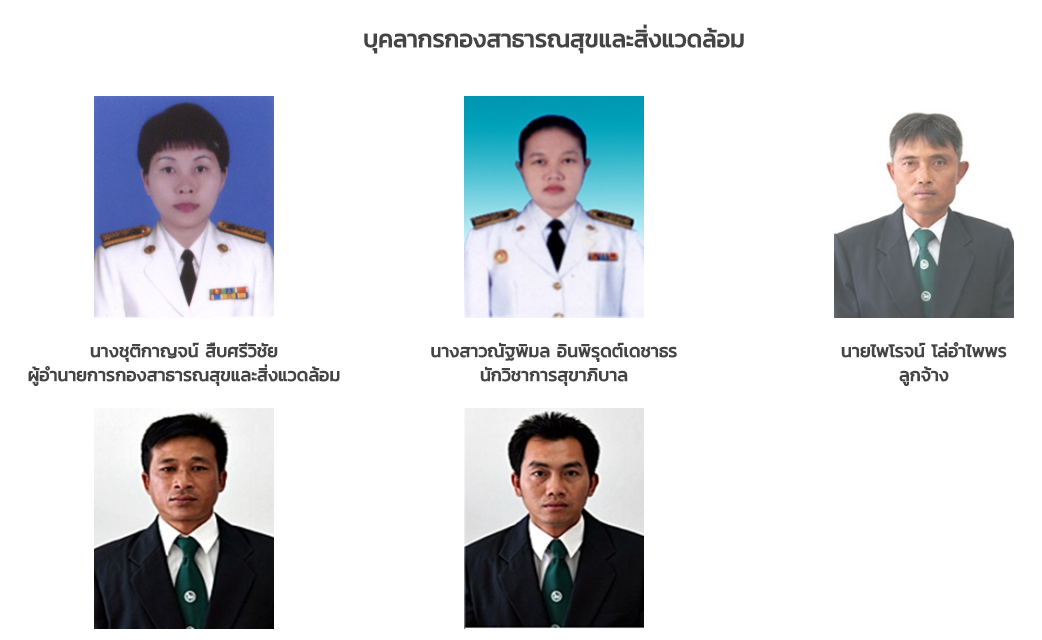 บุคลากรกองสาธารณสุขและสิ่งแวดล้อม
นางชุติกาญจน์ สืบศรีวิชัย
ผู้อำนายการกองสาธารณสุขและสิ่งแวดล้อม
นางสาวณัฐพิมล อินพิรุดต์เดชาธร
นักวิชาการสุขาภิบาล
นายไพโรจน์ โล่อำไพพร
ลูกจ้าง